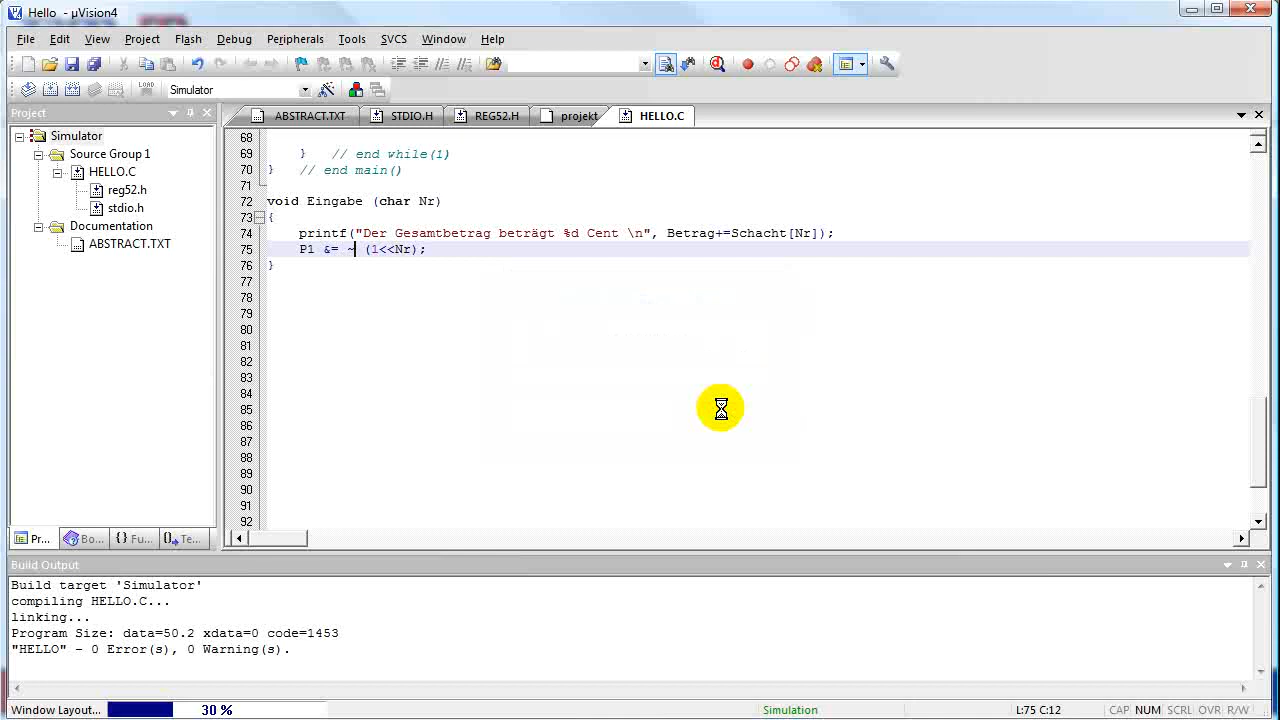 Hello - µVision4
File Edit View Project Flash Debug Peripherals Tools SVCS Window Help
LOAD Simulator
Project
ABSTRACT.TXT STDIO.H REG52.H projekt HELLO.C
Simulator
Source Group 1
HELLO.C
reg52.h
stdio.h
Documentation
ABSTRACT.TXT
68
69 } // end while(1)
70 } // end main()
71
72 void Eingabe (char Nr)
73 {
74 printf("Der Gesamtbetrag beträgt %d Cent \n", Betrag+=Schacht[Nr]);
75 P1 &= ~ (1<<Nr);
76 }
77
78
79
80
81
82
83
84
85
86
87
88
89
90
91
92
Pr... Bo... {} Fu... {} Te...
Build Output
Build target 'Simulator'
compiling HELLO.C...
linking...
Program Size: data=50.2 xdata=0 code=1453
"HELLO" - 0 Error(s), 0 Warning(s).
Window Layout... 30 % Simulation L:75 C:12 CAP NUM SCRL OVR R/W